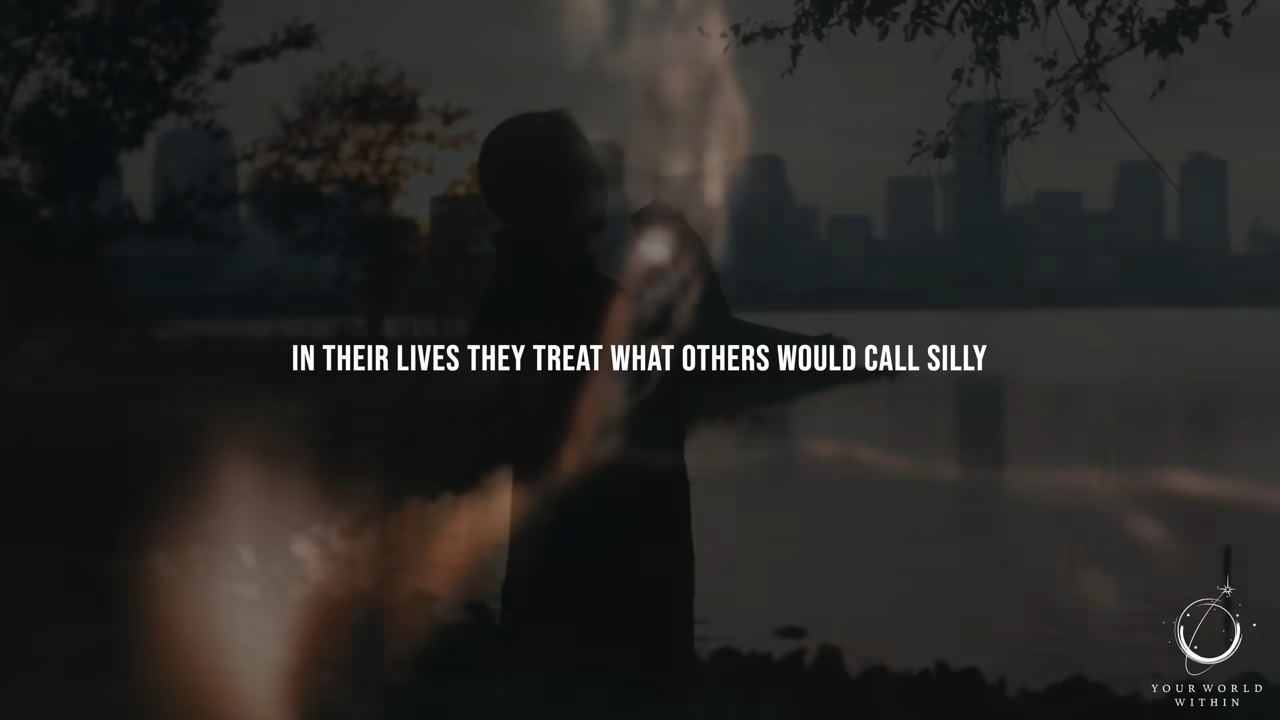 IN THEIR LIVES THEY TREAT WHAT OTHERS WOULD CALL SILLY
YOUR WORLD
WITHIN